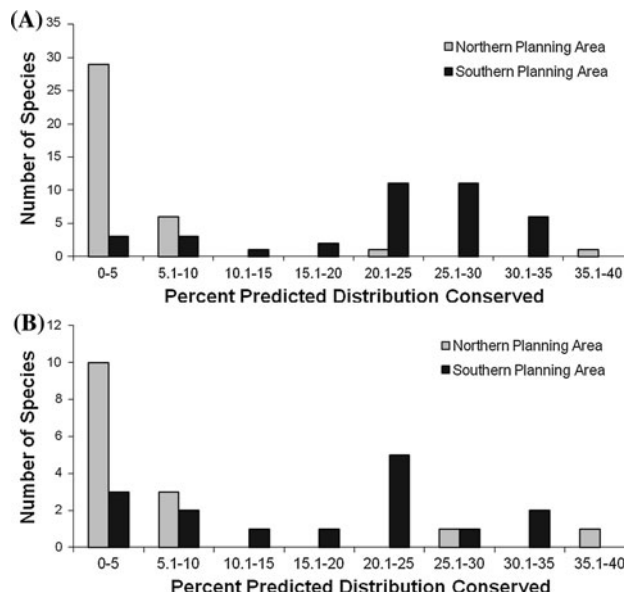 (A)
35
30
25
20
15
10
5
0
Number of Species
Northern Planning Area
Southern Planning Area
0-5 5.1-10 10.1-15 15.1-20 20.1-25 25.1-30 30.1-35 35.1-40
Percent Predicted Distribution Conserved
(B)
12
10
8
6
4
2
0
Number of Species
Northern Planning Area
Southern Planning Area
0-5 5.1-10 10.1-15 15.1-20 20.1-25 25.1-30 30.1-35 35.1-40
Percent Predicted Distribution Conserved